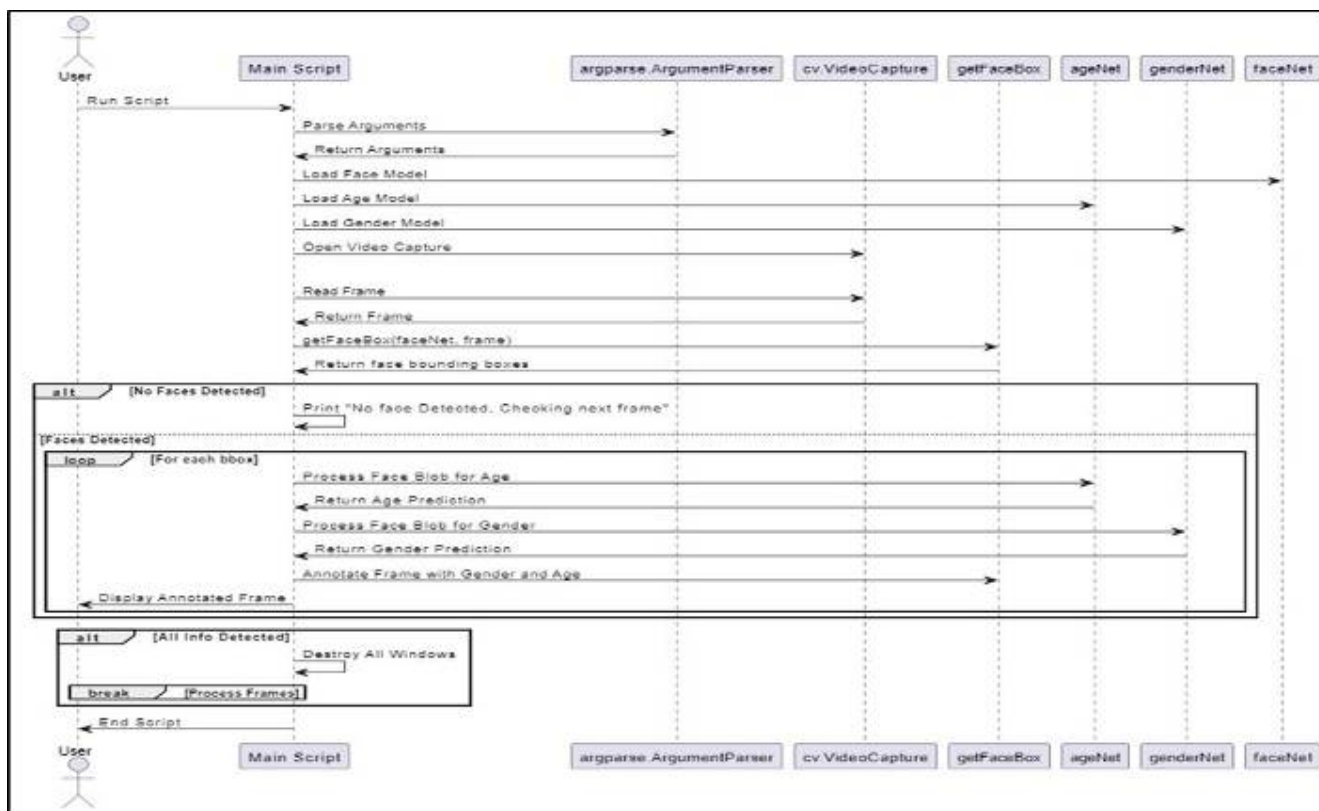 User
Main Script
argparse.ArgumentParser
cv.VideoCapture
getFaceBox
ageNet
genderNet
faceNet
Run Script
Parse Arguments
Return Arguments
Load Face Model
Load Age Model
Load Gender Model
Open Video Capture
Read Frame
Return Frame
getFaceBox(faceNet, frame)
Return face bounding boxes
alt [No Faces Detected]
Print "No face Detected, Checking next frame"
[Faces Detected]
loop [For each bbox]
Process Face Blob for Age
Return Age Prediction
Process Face Blob for Gender
Return Gender Prediction
Annotate Frame with Gender and Age
Display Annotated Frame
alt [All Info Detected]
Destroy All Windows
break [Process Frames]
End Script
User
Main Script
argparse.ArgumentParser
cv.VideoCapture
getFaceBox
ageNet
genderNet
faceNet